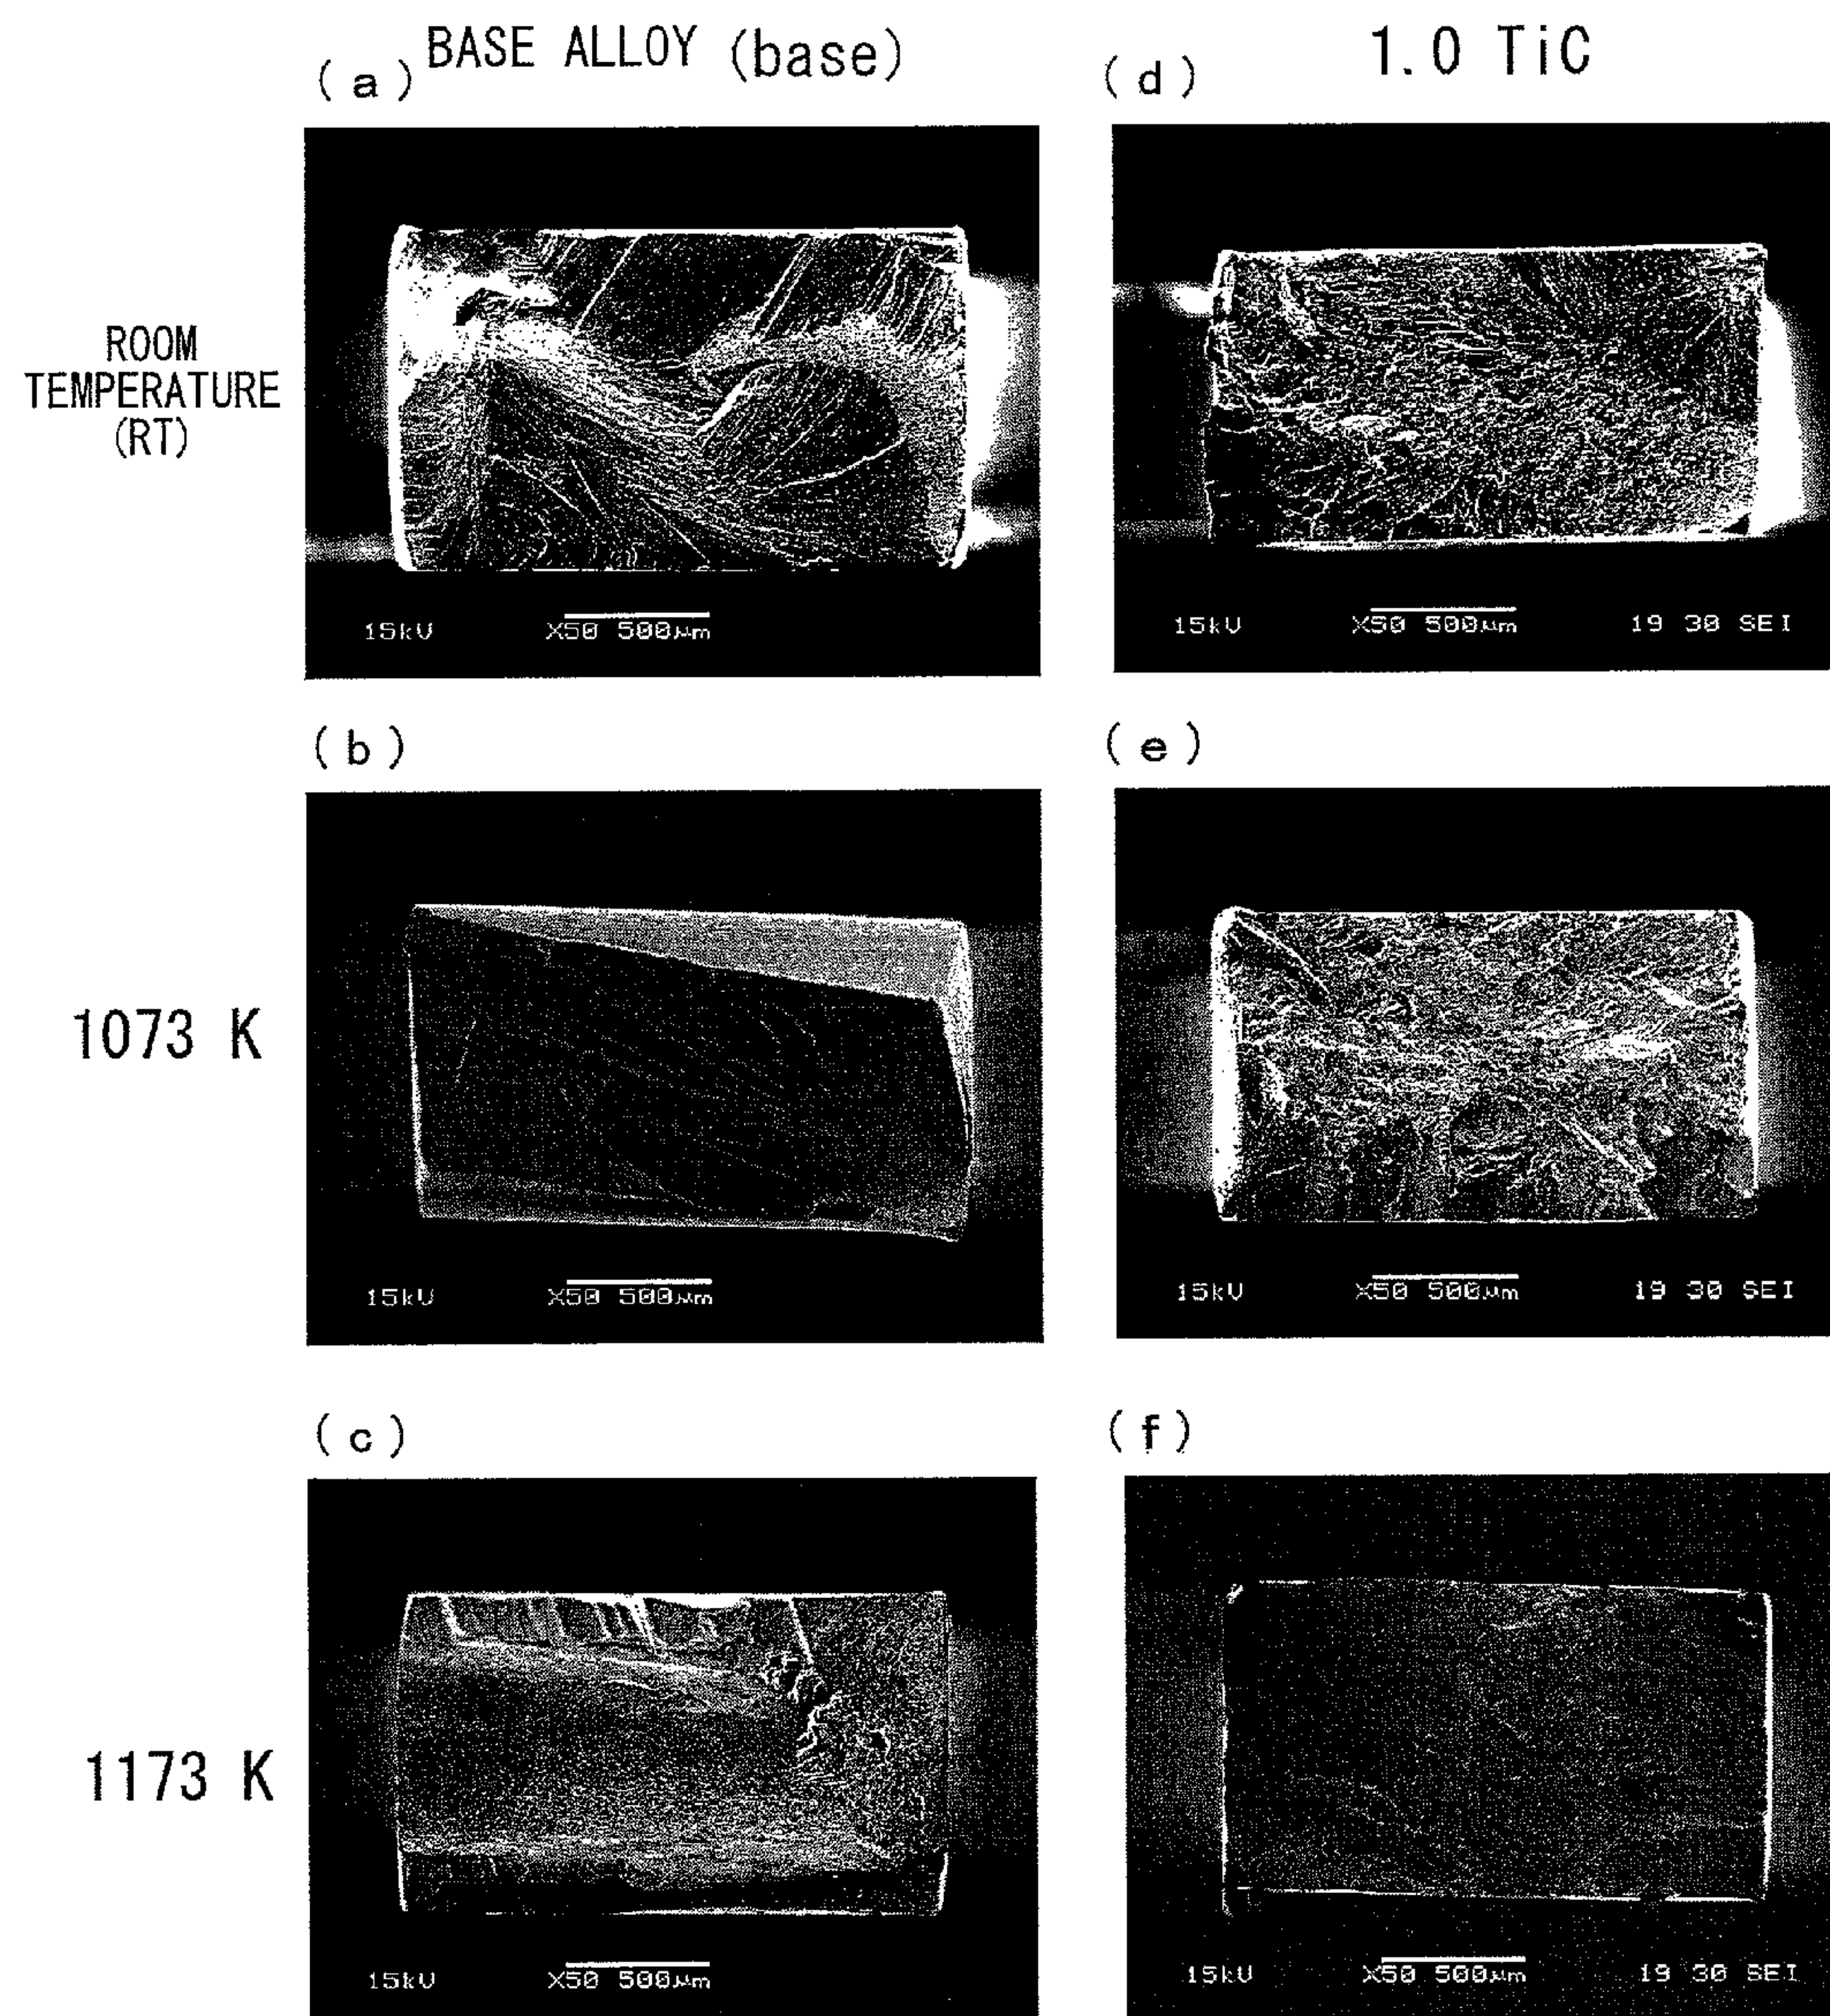 BASE ALLOY (base)
1.0 TiC
(a)
(d)
ROOM
TEMPERATURE
(RT)
15kV X50 500μm
15kV X50 500μm 19 30 SEI
(b)
(e)
1073 K
15kV X50 500μm
15kV X50 500μm 19 30 SEI
(c)
(f)
1173 K
15kV X50 500μm
15kV X50 500μm 19 30 SEI